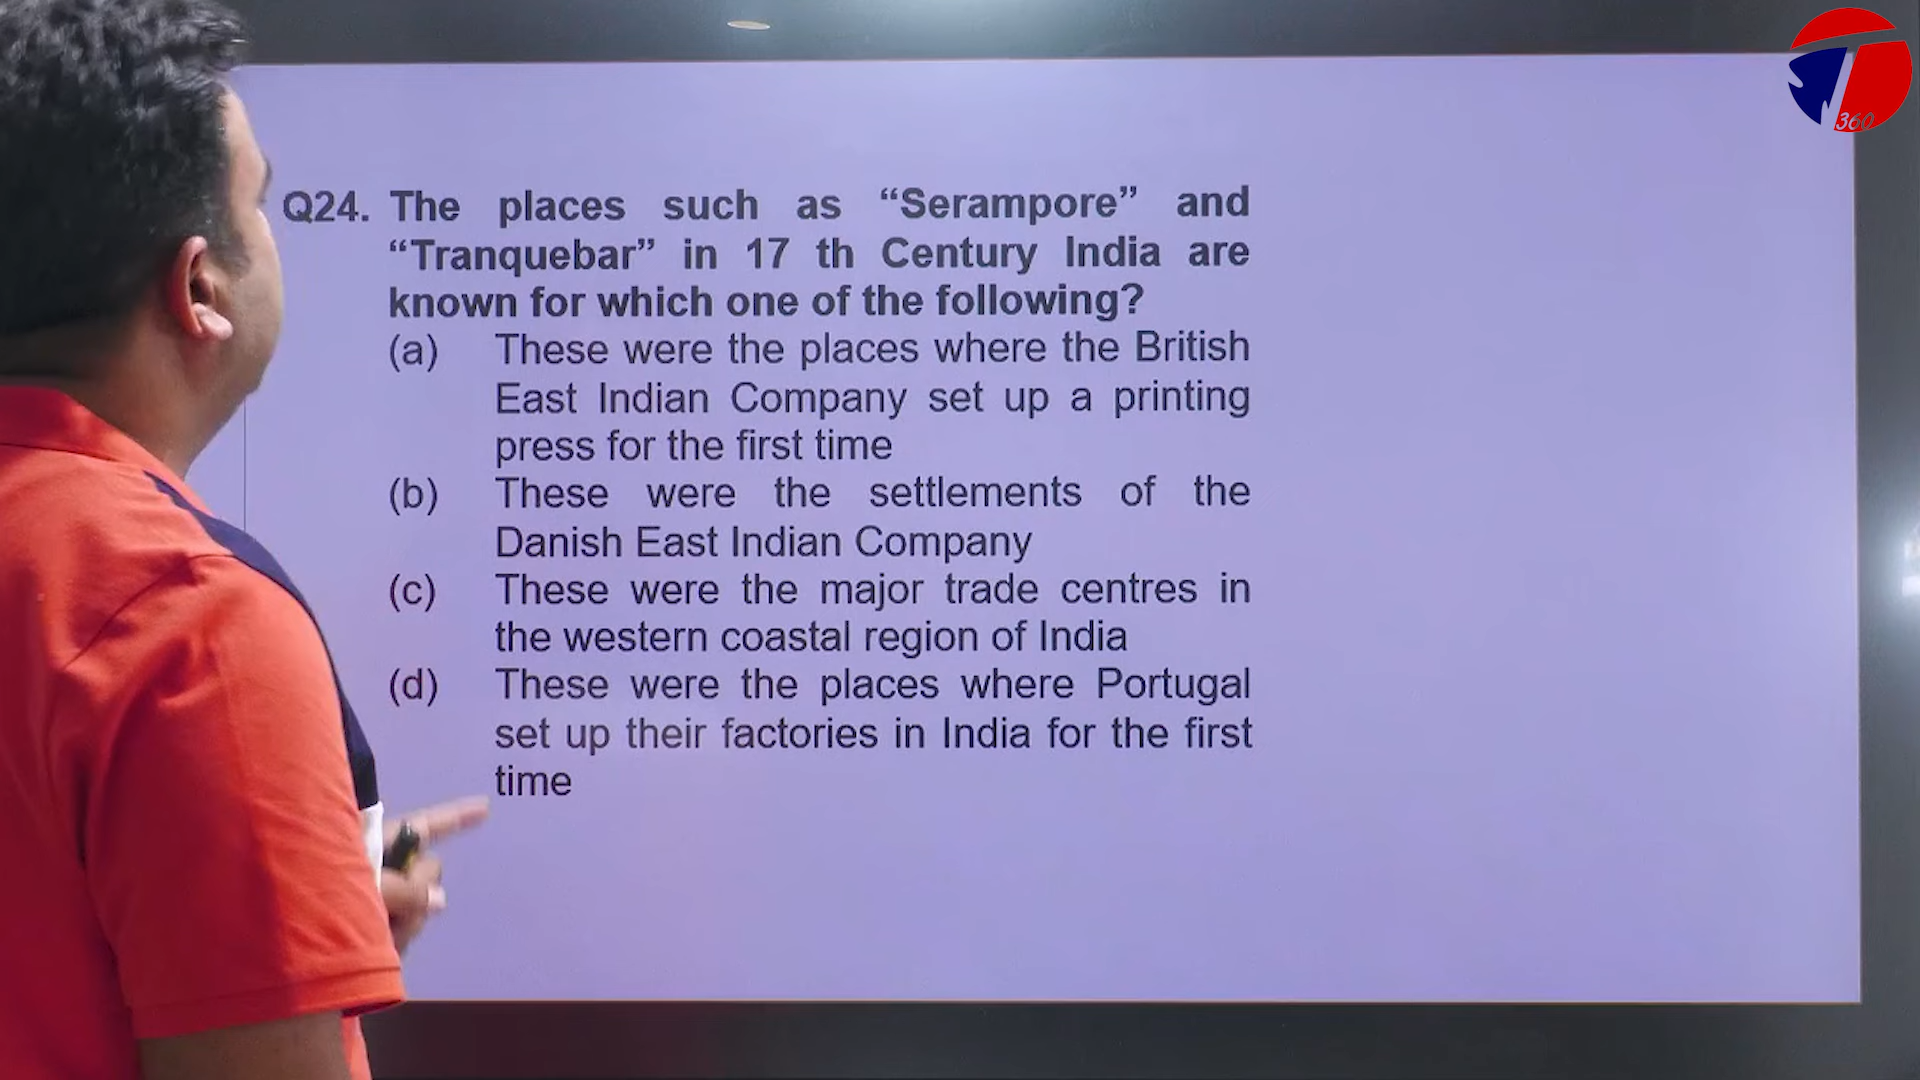 360
Q24. The places such as “Serampore” and
“Tranquebar” in 17 th Century India are
known for which one of the following?
(a) These were the places where the British
East Indian Company set up a printing
press for the first time
(b) These were the settlements of the
Danish East Indian Company
(c) These were the major trade centres in
the western coastal region of India
(d) These were the places where Portugal
set up their factories in India for the first
time